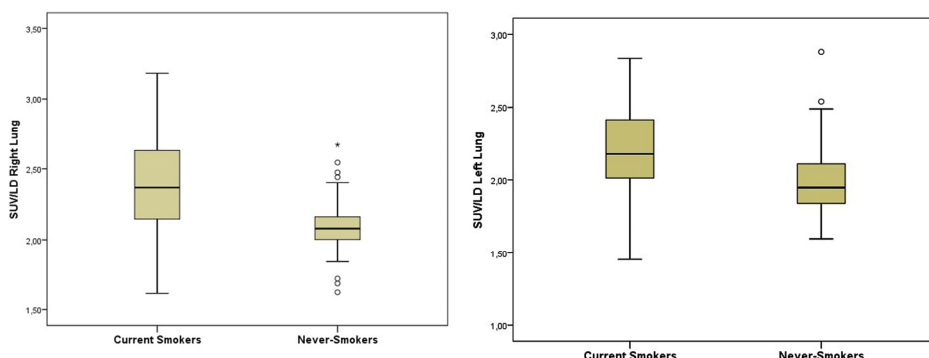 SUV/LD Right Lung
3,50
3,00
2,50
2,00
1,50
*
Current Smokers
Never-Smokers
SUV/LD Left Lung
3,00
2,50
2,00
1,50
1,00
Current Smokers
Never-Smokers